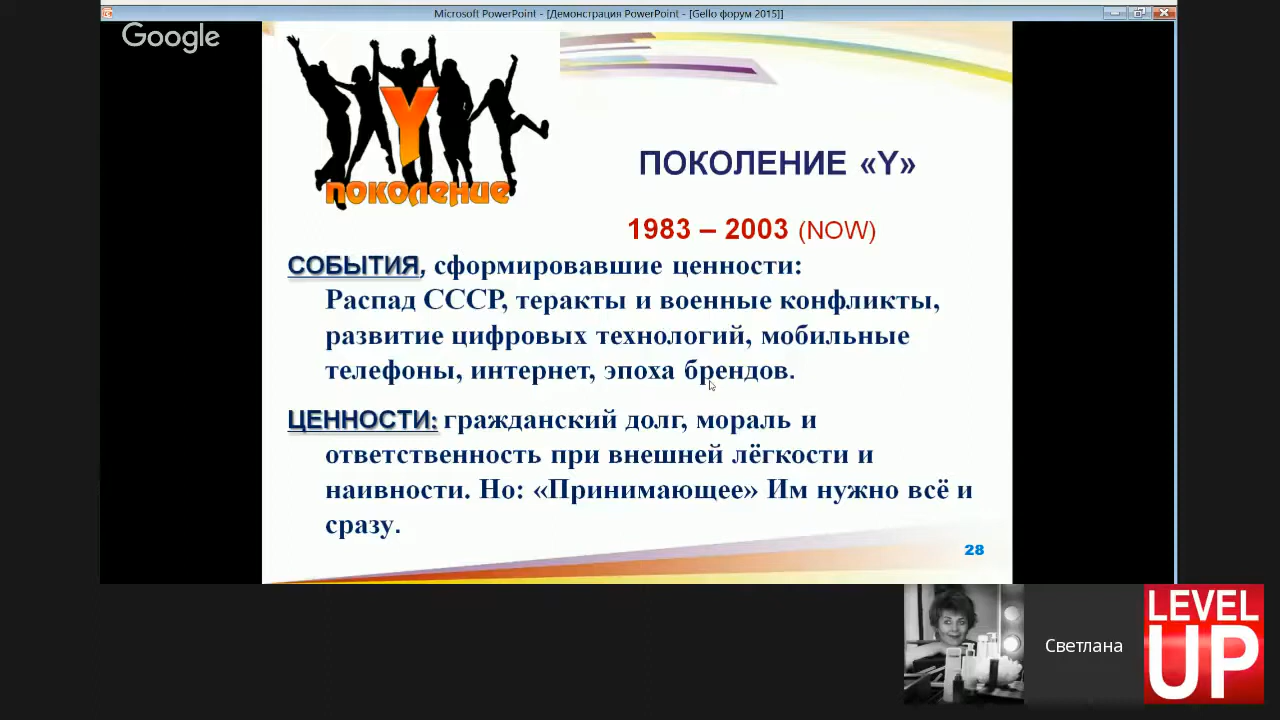 Microsoft PowerPoint - [Демонстрация PowerPoint - [Gello форум 2015]]
Google
Y
поколение
ПОКОЛЕНИЕ «Y»
1983 – 2003 (NOW)
СОБЫТИЯ, сформировавшие ценности:
Распад СССР, теракты и военные конфликты,
развитие цифровых технологий, мобильные
телефоны, интернет, эпоха брендов.
ЦЕННОСТИ: гражданский долг, мораль и
ответственность при внешней лёгкости и
наивности. Но: «Принимающее» Им нужно всё и
сразу.
28
Светлана
LEVEL
UP